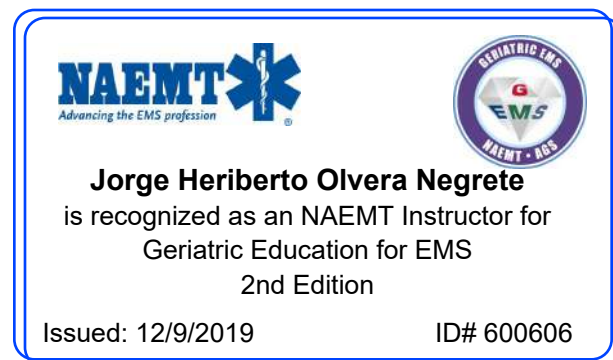 NAEMT
Advancing the EMS profession
®
GERIATRIC EMS
G
EMS
NAEMT • AGS
Jorge Heriberto Olvera Negrete
is recognized as an NAEMT Instructor for
Geriatric Education for EMS
2nd Edition
Issued: 12/9/2019 ID# 600606